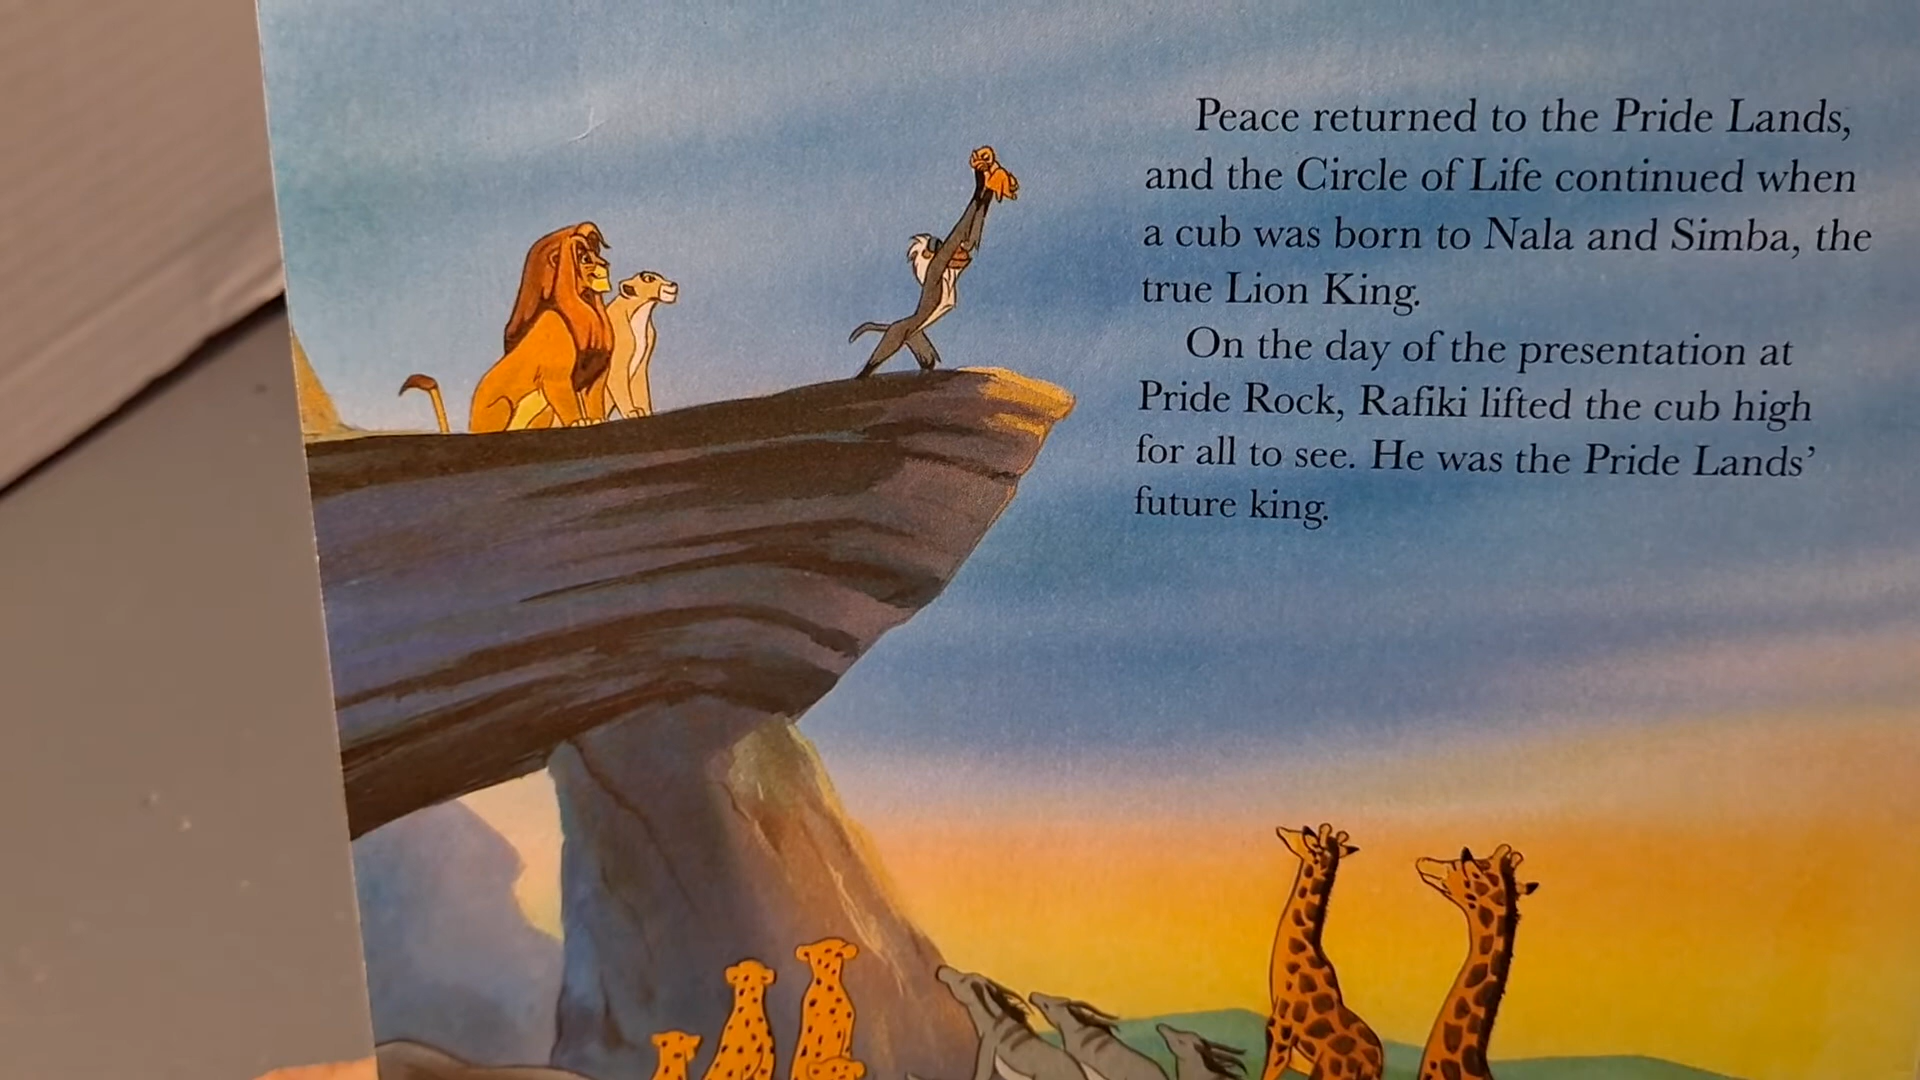 Peace returned to the Pride Lands,
and the Circle of Life continued when
a cub was born to Nala and Simba, the
true Lion King.
On the day of the presentation at
Pride Rock, Rafiki lifted the cub high
for all to see. He was the Pride Lands’
future king.